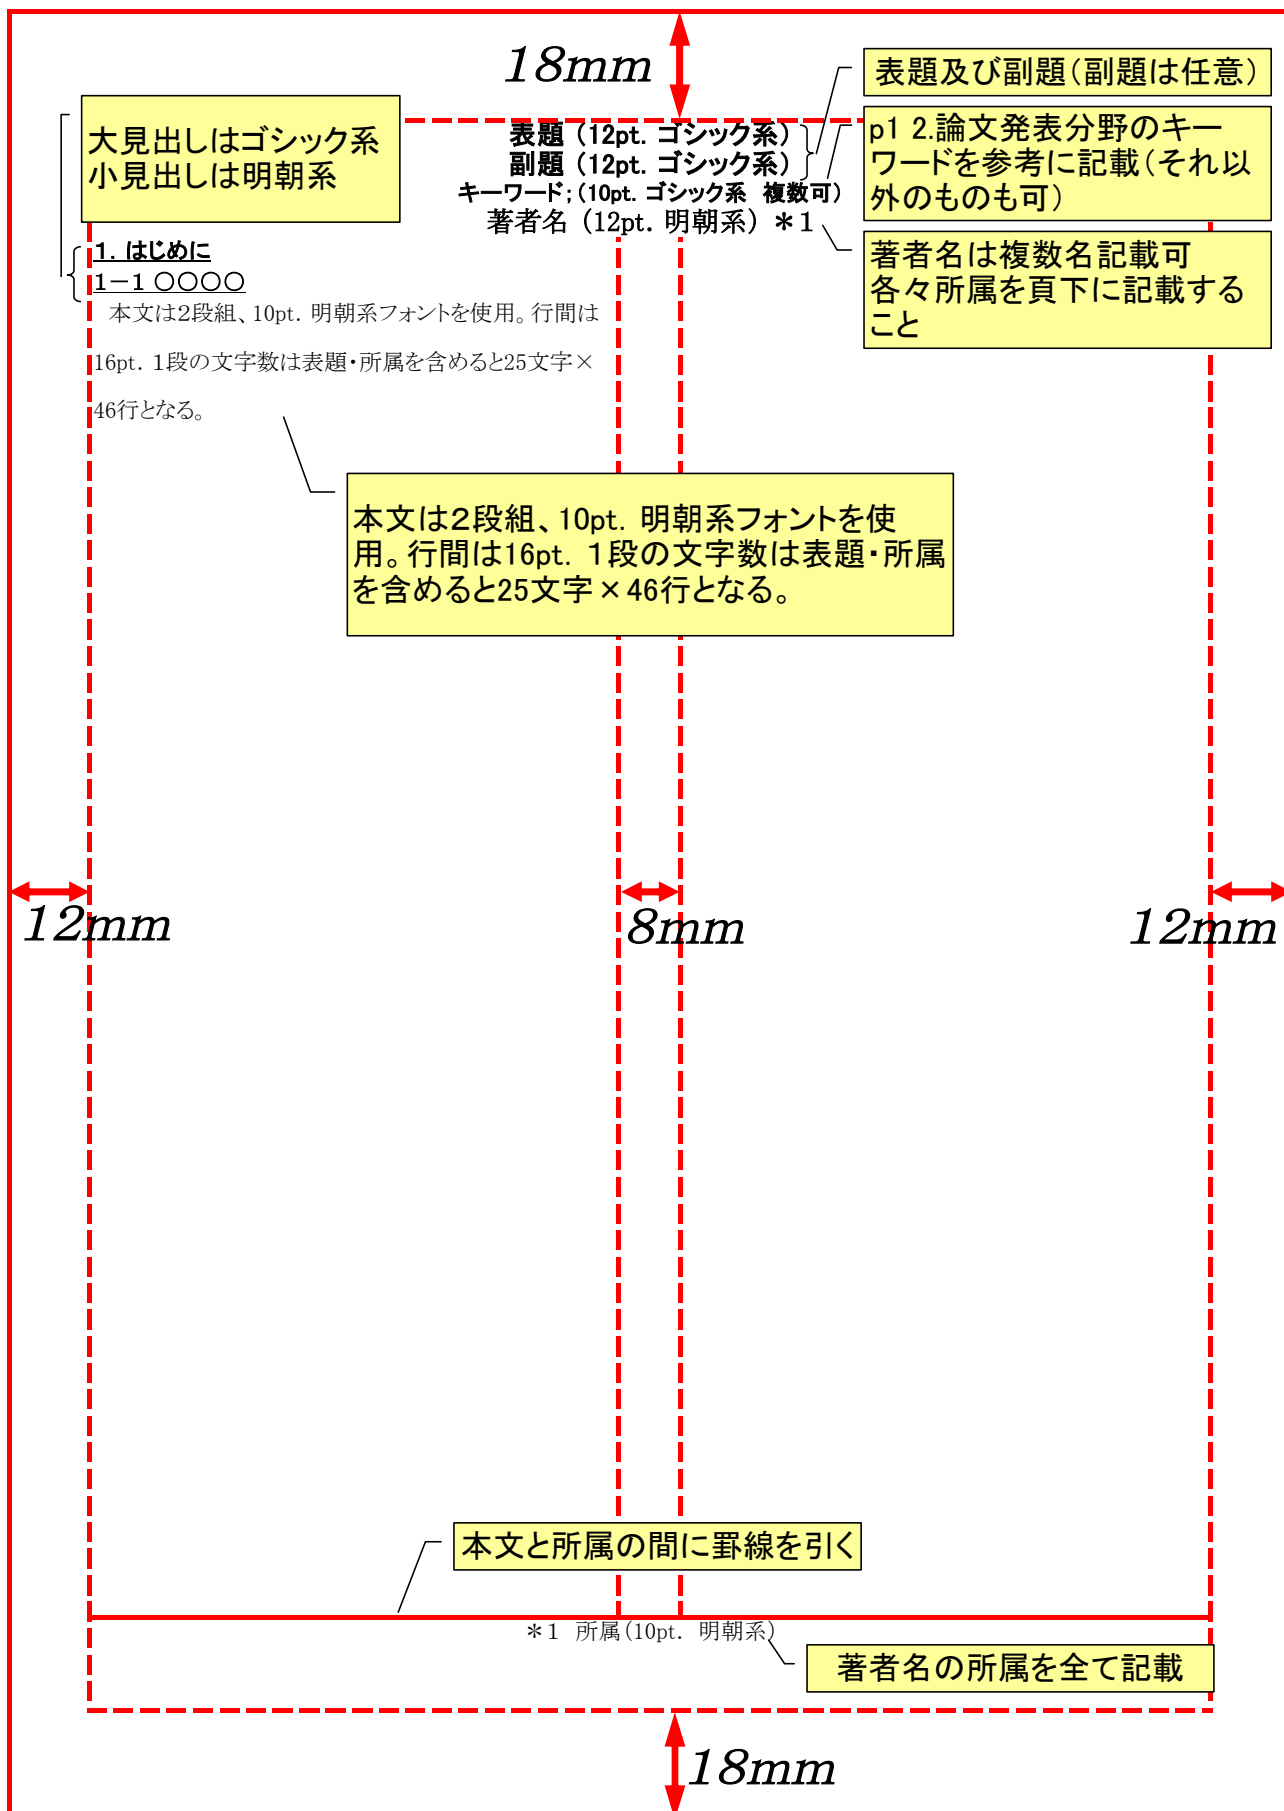 18mm
表題及び副題(副題は任意)
大見出しはゴシック系
小見出しは明朝系
表題 (12pt. ゴシック系)
副題 (12pt. ゴシック系)
キーワード;(10pt. ゴシック系 複数可)
著者名 (12pt. 明朝系) *1
p1 2.論文発表分野のキー
ワードを参考に記載(それ以
外のものも可)
著者名は複数名記載可
各々所属を頁下に記載する
こと
1. はじめに
1-1 ○○○○
本文は2段組、10pt. 明朝系フォントを使用。行間は
16pt. 1段の文字数は表題・所属を含めると25文字×
46行となる。
本文は2段組、10pt. 明朝系フォントを使
用。行間は16pt. 1段の文字数は表題・所属
を含めると25文字×46行となる。
12mm
8mm
12mm
本文と所属の間に罫線を引く
*1 所属(10pt. 明朝系)
著者名の所属を全て記載
18mm